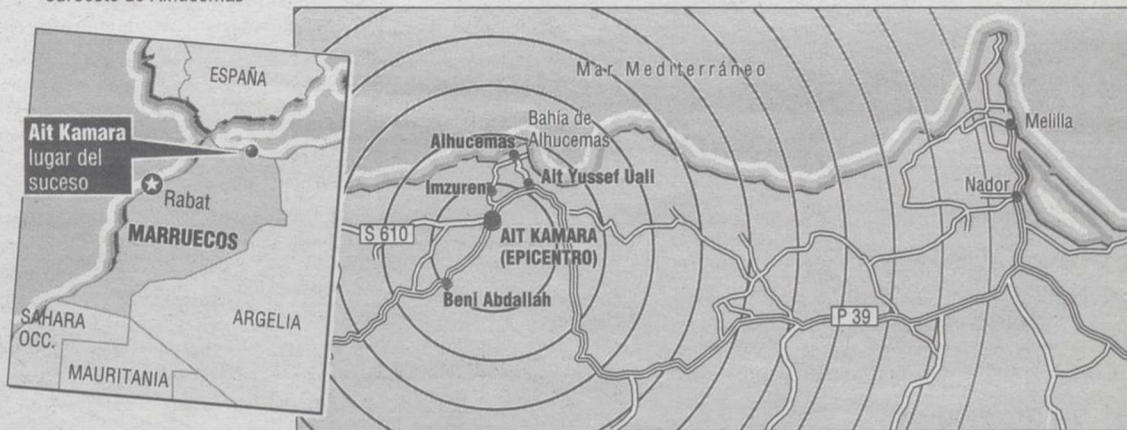 ESPAÑA
Ait Kamara
lugar del
suceso
Rabat
MARRUECOS
SAHARA
OCC.
ARGELIA
MAURITANIA
Mar Mediterráneo
Bahía de
Alhucemas
Alhucemas
Imzuren
Ait Yussef Uali
S 610
AIT KAMARA
(EPICENTRO)
Beni Abdallah
Melilla
Nador
P 39